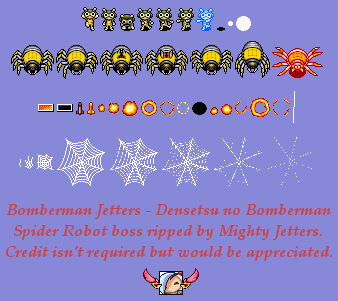 Bomberman Jetters - Densetsu no Bomberman
Spider Robot boss ripped by Mighty Jetters.
Credit isn't required but would be appreciated.